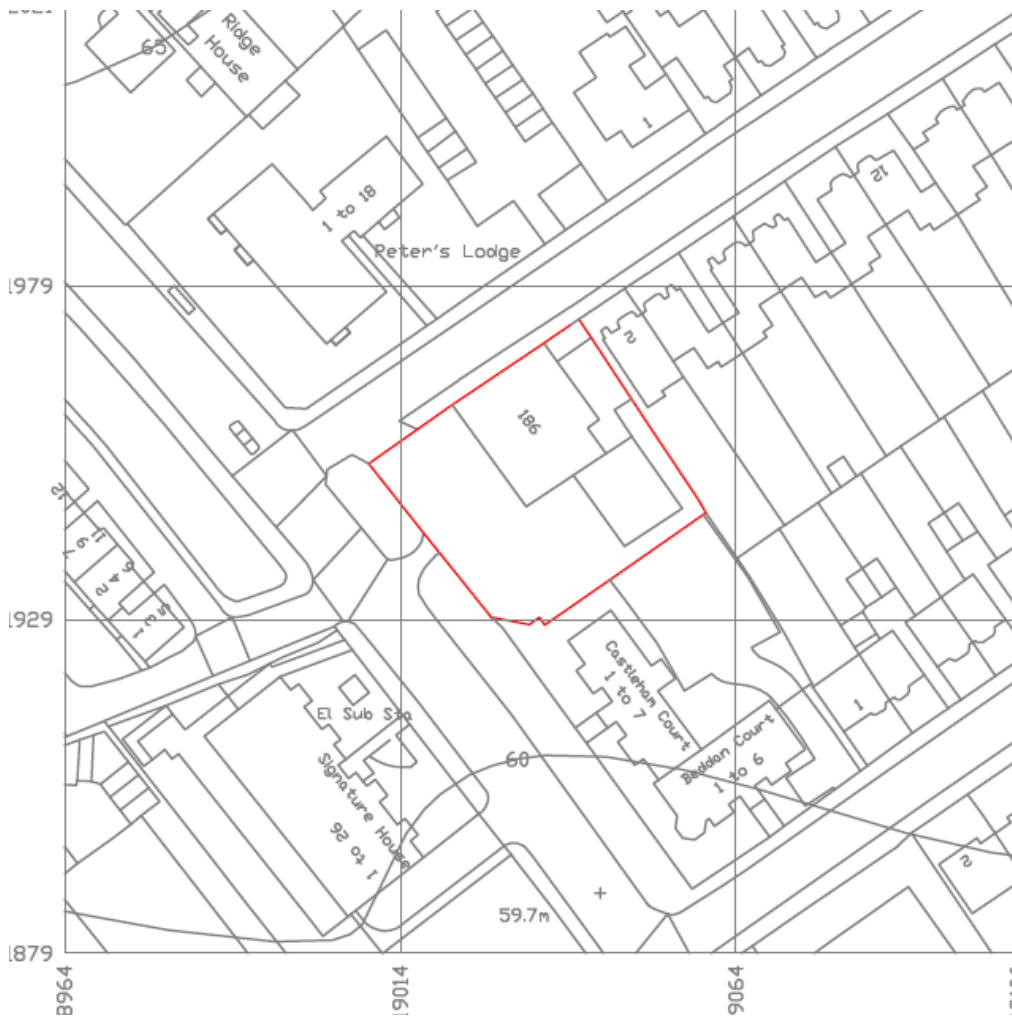 65
Ridge
House
1
1 to 18
12
Peter's Lodge
1979
2
186
12
11
9
7
6
4
2
5
3
1
1929
Castleham Court
1 to 7
El Sub Sta
Beddan Court
1 to 6
1
60
Signature House
1 to 26
2
59.7m
1879
8964
19014
19064